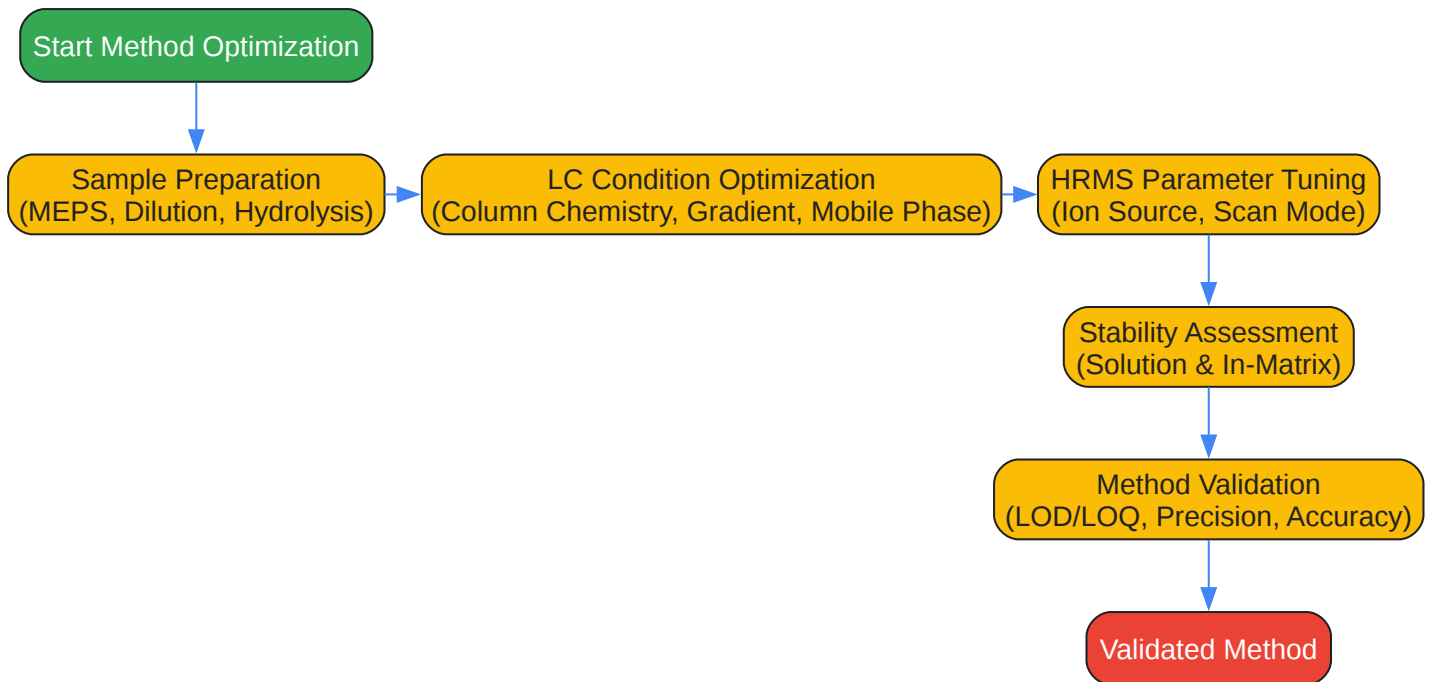 Start Method Optimization
Sample Preparation
(MEPS, Dilution, Hydrolysis)
LC Condition Optimization
(Column Chemistry, Gradient, Mobile Phase)
HRMS Parameter Tuning
(Ion Source, Scan Mode)
Stability Assessment
(Solution & In-Matrix)
Method Validation
(LOD/LOQ, Precision, Accuracy)
Validated Method